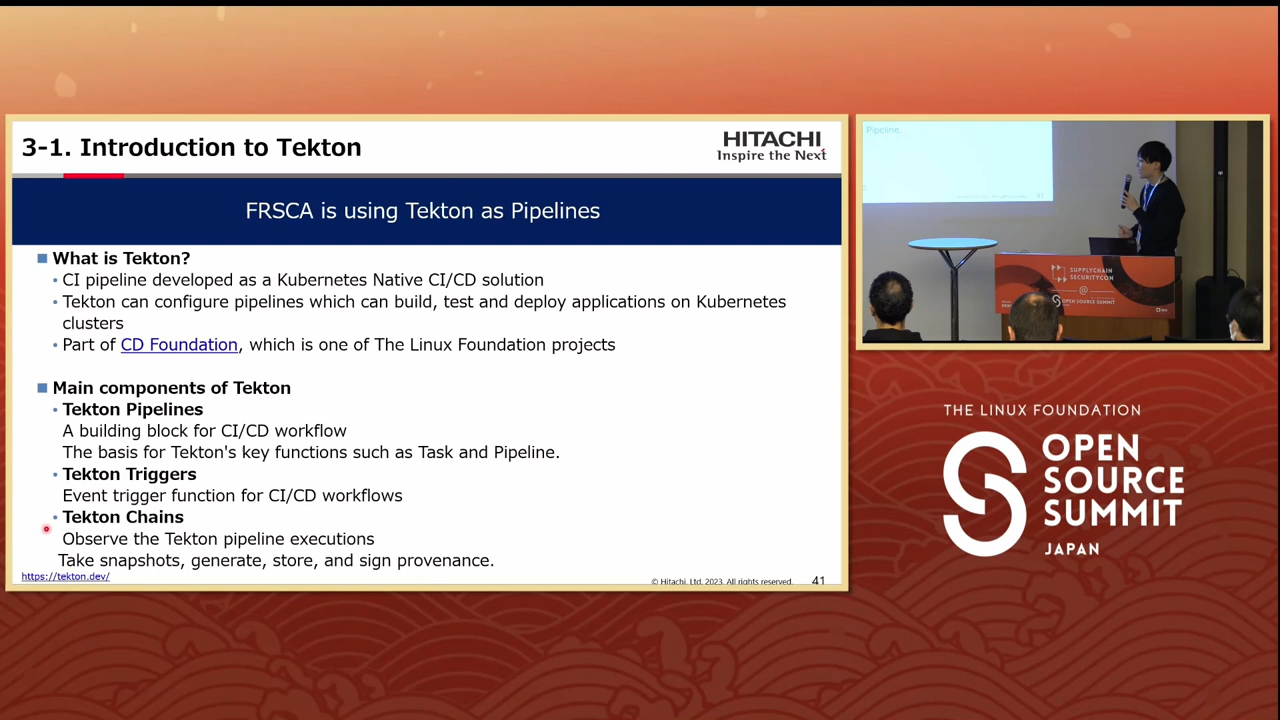 3-1. Introduction to Tekton
HITACHI
Inspire the Next
FRSCA is using Tekton as Pipelines
What is Tekton?
• CI pipeline developed as a Kubernetes Native CI/CD solution
• Tekton can configure pipelines which can build, test and deploy applications on Kubernetes
clusters
• Part of CD Foundation, which is one of The Linux Foundation projects
Main components of Tekton
• Tekton Pipelines
A building block for CI/CD workflow
The basis for Tekton's key functions such as Task and Pipeline.
• Tekton Triggers
Event trigger function for CI/CD workflows
• Tekton Chains
Observe the Tekton pipeline executions
Take snapshots, generate, store, and sign provenance.
https://tekton.dev/
© Hitachi, Ltd. 2023. All rights reserved.
41
Pipeline.
SUPPLYCHAIN
SECURITYCON
@
OPEN SOURCE SUMMIT
THE LINUX FOUNDATION
OPEN
SOURCE
SUMMIT
JAPAN